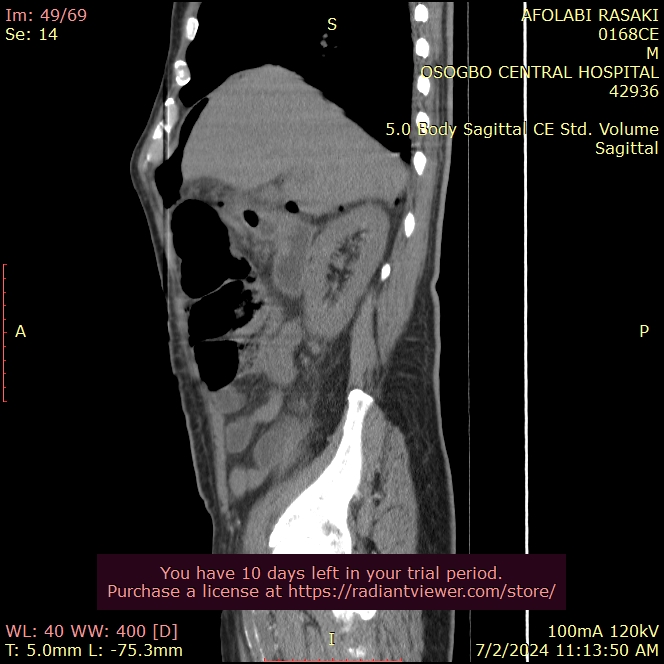 Im: 49/69
Se: 14
S
AFOLABI RASAKI
0168CE
M
OSOGBO CENTRAL HOSPITAL
42936
5.0 Body Sagittal CE Std. Volume
Sagittal
A
P
You have 10 days left in your trial period.
Purchase a license at https://radiantviewer.com/store/
WL: 40 WW: 400 [D]
T: 5.0mm L: -75.3mm
I
100mA 120kV
7/2/2024 11:13:50 AM